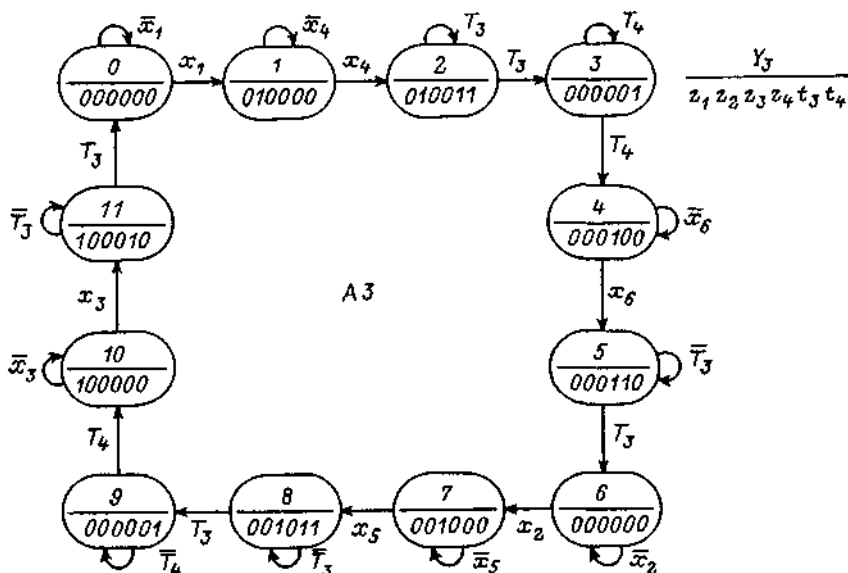 x̄₁
x̄₄
T₃
T₄
0
000000
x₁
1
010000
x₄
2
010011
T₃
3
000001
Y₃
z₁ z₂ z₃ z₄ t₃ t₄
T₃
T₄
11
100010
T̄₃
4
000100
x̄₆
x₃
A3
x₆
10
100000
x̄₃
5
000110
T̄₃
T₄
T₃
9
000001
T₃
8
001011
x₅
7
001000
x₂
6
000000
T̄₄
T̄₃
x̄₅
x̄₂